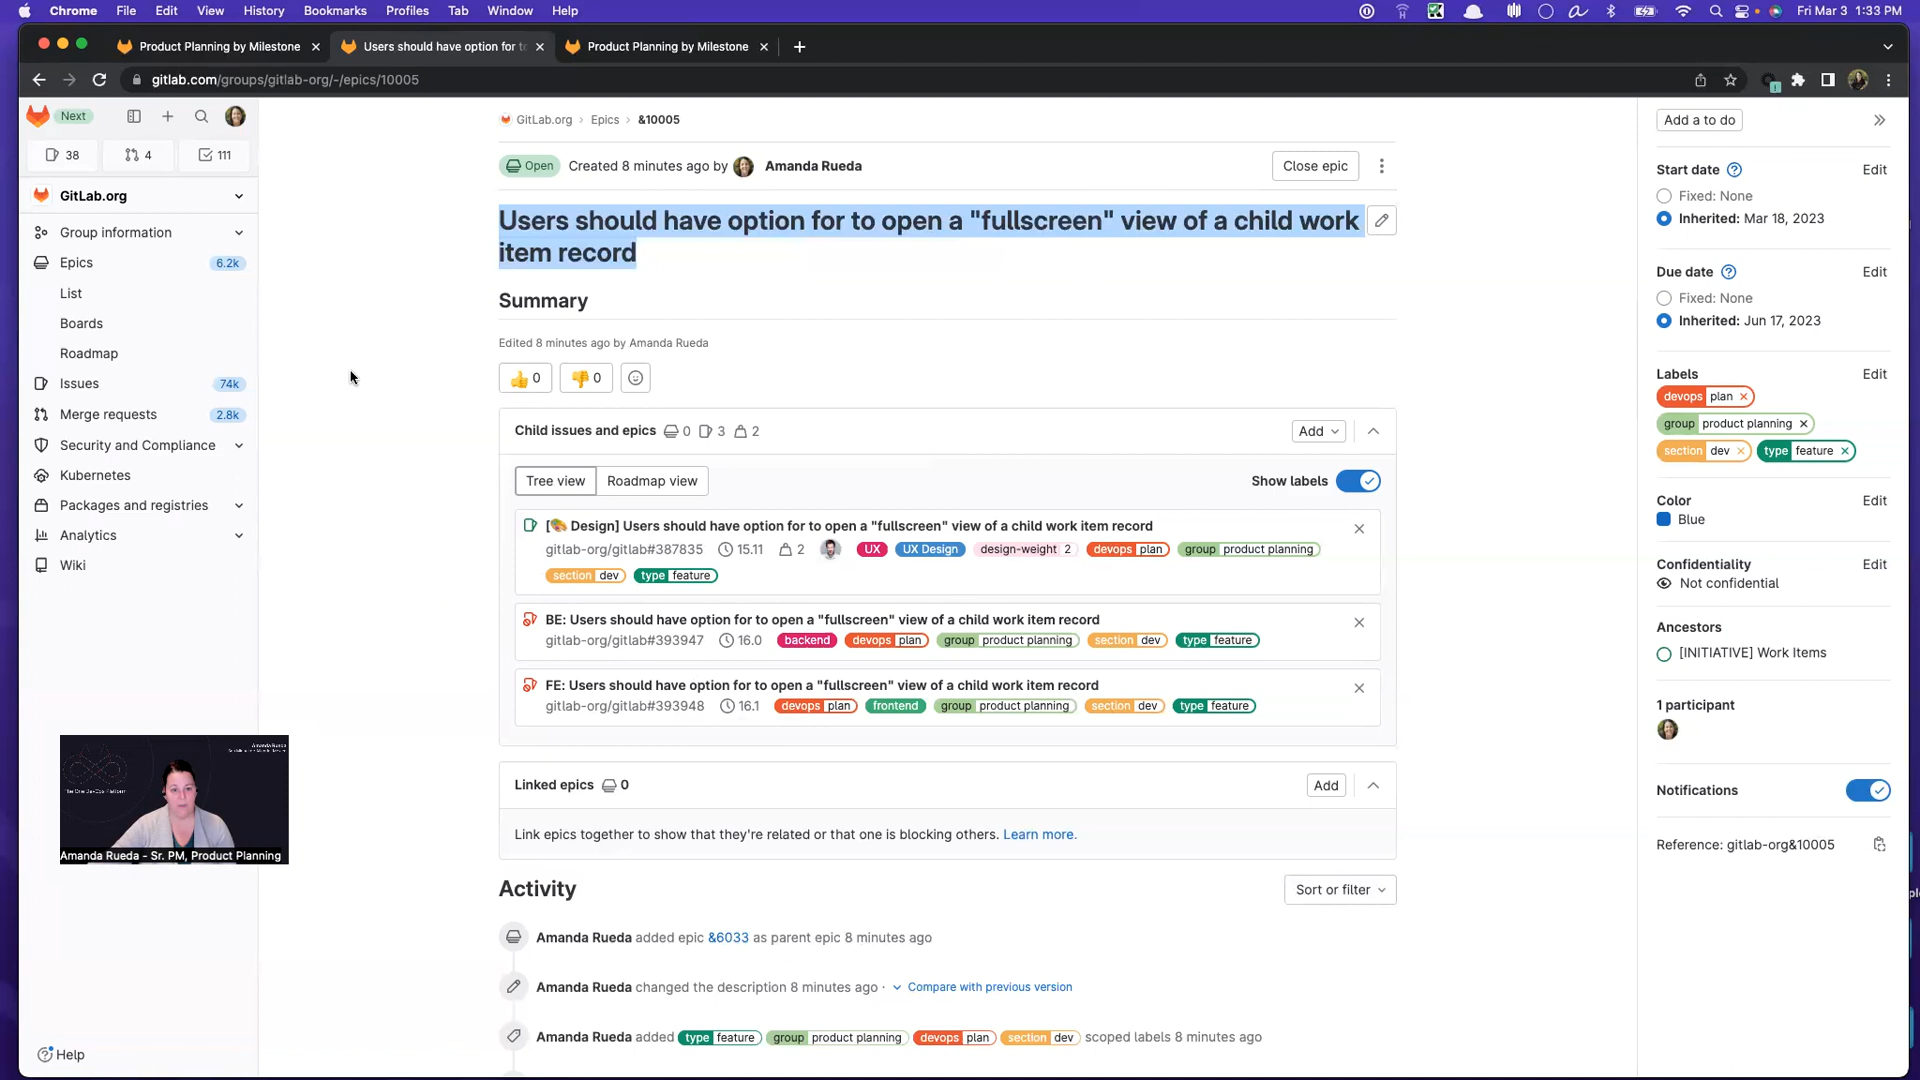 Chrome File Edit View History Bookmarks Profiles Tab Window Help Fri Mar 3 1:33 PM
Product Planning by Milestone
Users should have option for to
Product Planning by Milestone
gitlab.com/groups/gitlab-org/-/epics/10005
Next
38 4 111
GitLab.org
Group information
Epics 6.2k
List
Boards
Roadmap
Issues 74k
Merge requests 2.8k
Security and Compliance
Kubernetes
Packages and registries
Analytics
Wiki
Amanda Rueda - Sr. PM, Product Planning
Help
GitLab.org › Epics › &10005
Open Created 8 minutes ago by Amanda Rueda Close epic
Users should have option for to open a "fullscreen" view of a child work
item record
Summary
Edited 8 minutes ago by Amanda Rueda
👍 0 👎 0
Child issues and epics 0 3 2 Add
Tree view Roadmap view Show labels
[🎨 Design] Users should have option for to open a "fullscreen" view of a child work item record
gitlab-org/gitlab#387835 15.11 2 UX UX Design design-weight 2 devops plan group product planning
section dev type feature
BE: Users should have option for to open a "fullscreen" view of a child work item record
gitlab-org/gitlab#393947 16.0 backend devops plan group product planning section dev type feature
FE: Users should have option for to open a "fullscreen" view of a child work item record
gitlab-org/gitlab#393948 16.1 devops plan frontend group product planning section dev type feature
Linked epics 0 Add
Link epics together to show that they're related or that one is blocking others. Learn more.
Activity Sort or filter
Amanda Rueda added epic &6033 as parent epic 8 minutes ago
Amanda Rueda changed the description 8 minutes ago · Compare with previous version
Amanda Rueda added type feature group product planning devops plan section dev scoped labels 8 minutes ago
Add a to do
Start date Edit
Fixed: None
Inherited: Mar 18, 2023
Due date Edit
Fixed: None
Inherited: Jun 17, 2023
Labels Edit
devops plan
group product planning
section dev type feature
Color Edit
Blue
Confidentiality Edit
Not confidential
Ancestors
[INITIATIVE] Work Items
1 participant
Notifications
Reference: gitlab-org&10005